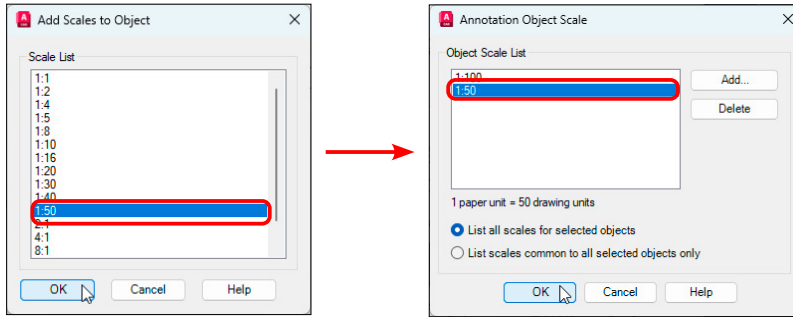 Add Scales to Object
Scale List
1:1
1:2
1:4
1:5
1:8
1:10
1:16
1:20
1:30
1:40
1:50
2:1
4:1
8:1
OK
Cancel
Help
Annotation Object Scale
Object Scale List
1:100
1:50
Add...
Delete
1 paper unit = 50 drawing units
List all scales for selected objects
List scales common to all selected objects only
OK
Cancel
Help